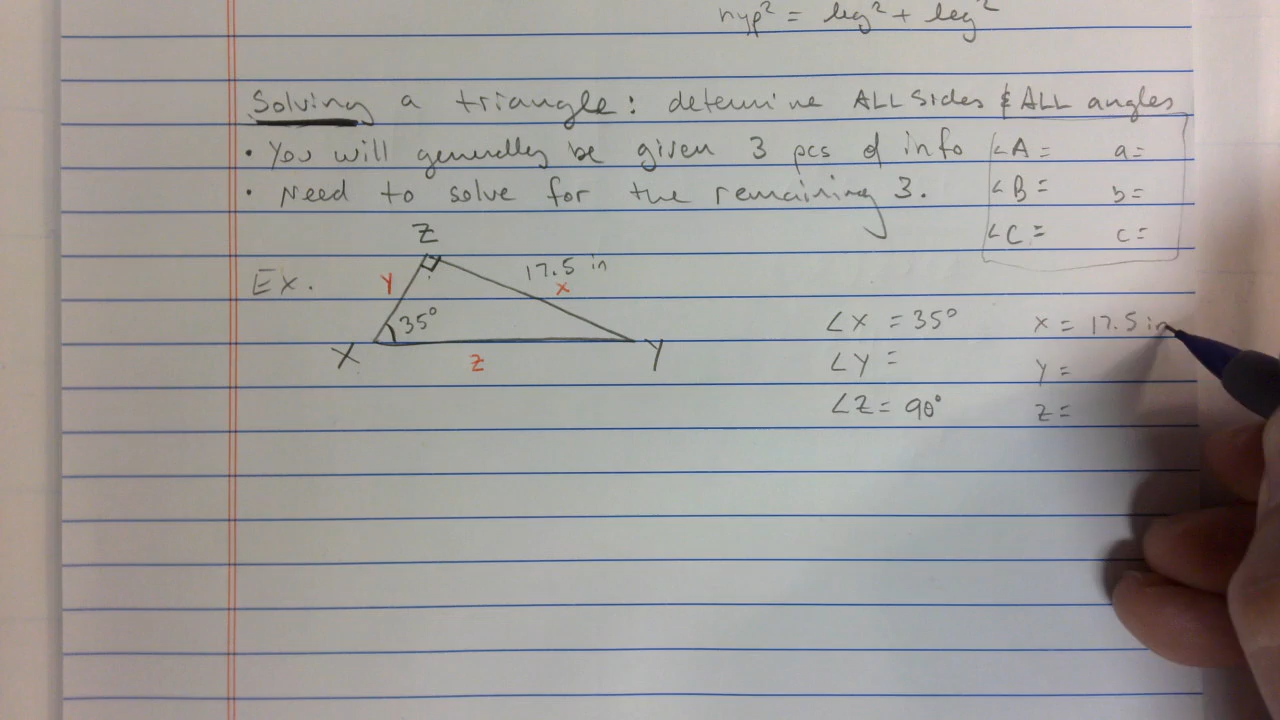 hyp² = leg² + leg²
Solving a triangle: determine ALL sides & ALL angles
• You will generally be given 3 pcs of info
• Need to solve for the remaining 3.
∠A = a=
∠B = b=
∠C = c=
Ex.
Z
y
17.5 in
x
35°
X
z
Y
∠X = 35° x = 17.5 in
∠Y = y =
∠Z = 90° z =